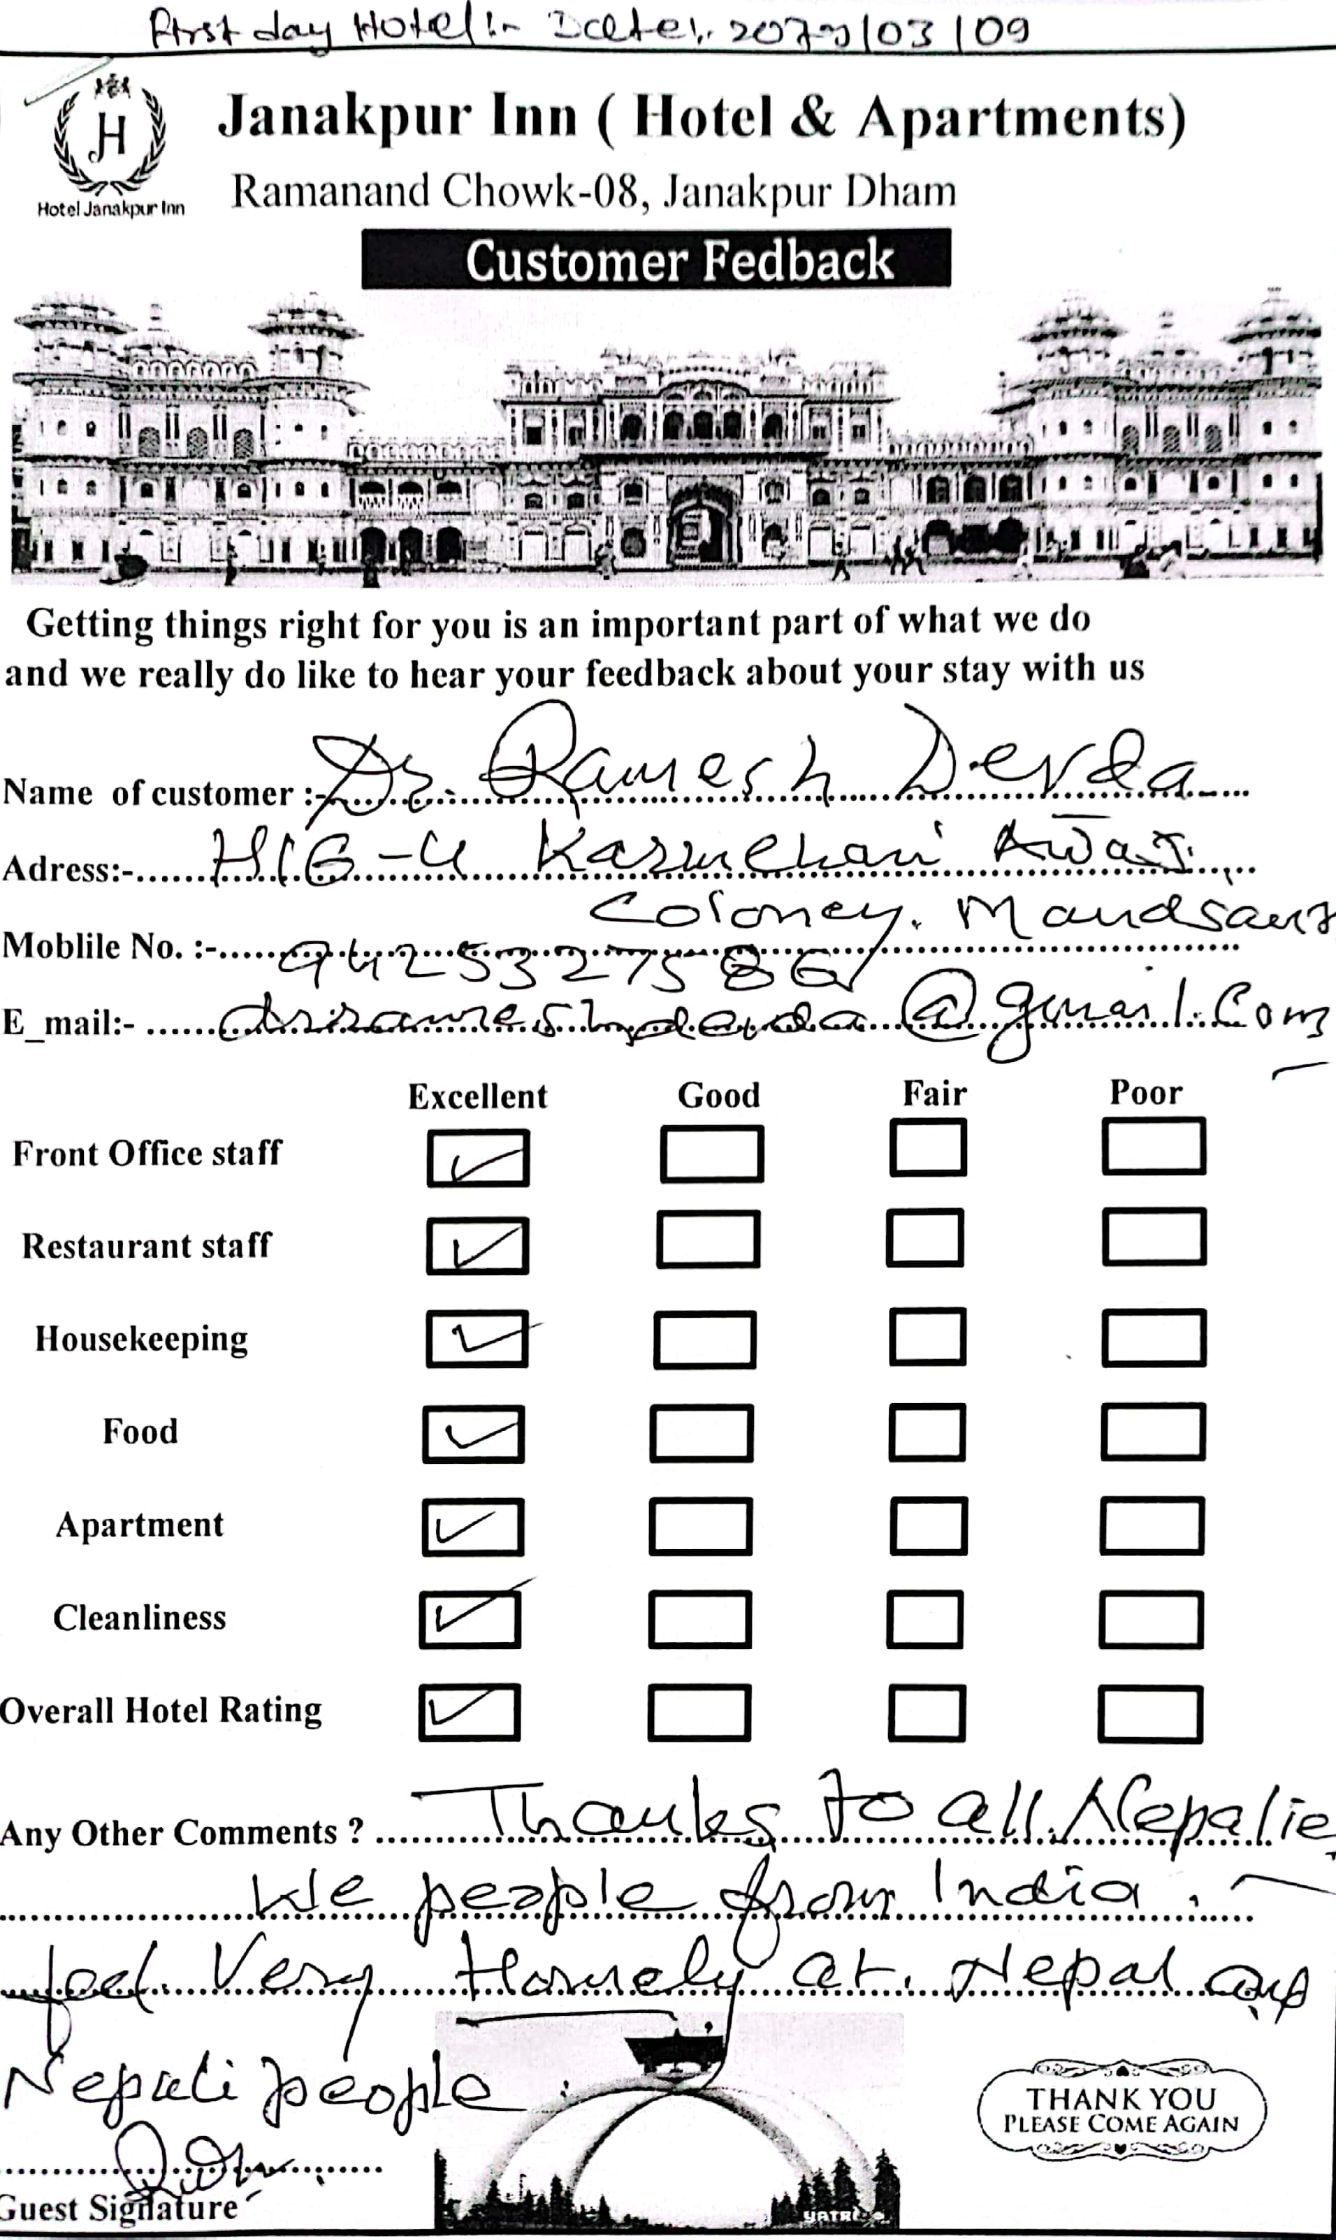 First day Hotel :- Date:. 2079/03/09
H
Hotel Janakpur Inn
Janakpur Inn ( Hotel & Apartments)
Ramanand Chowk-08, Janakpur Dham
Customer Fedback
Getting things right for you is an important part of what we do
and we really do like to hear your feedback about your stay with us
Name of customer :- Dr. Ramesh Devda
Adress:- HIG-4 Karmchari Awas
Coloney. Mandsaur
Moblile No. :- 9425327586
E_mail:- drrameshdevda@gmail.com
Excellent Good Fair Poor
Front Office staff
Restaurant staff
Housekeeping
Food
Apartment
Cleanliness
Overall Hotel Rating
Any Other Comments ? Thanks to all Nepalie
We people from India.
feel Very Homely at. Nepal
Nepali people
Guest Signature
THANK YOU
PLEASE COME AGAIN
YATRI